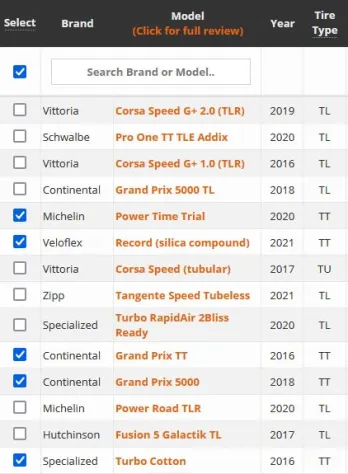 Select Brand Model (Click for full review) Year Tire Type
Search Brand or Model..
Vittoria Corsa Speed G+ 2.0 (TLR) 2019 TL
Schwalbe Pro One TT TLE Addix 2020 TL
Vittoria Corsa Speed G+ 1.0 (TLR) 2016 TL
Continental Grand Prix 5000 TL 2018 TL
Michelin Power Time Trial 2020 TT
Veloflex Record (silica compound) 2021 TT
Vittoria Corsa Speed (tubular) 2017 TU
Zipp Tangente Speed Tubeless 2021 TL
Specialized Turbo RapidAir 2Bliss Ready 2020 TL
Continental Grand Prix TT 2016 TT
Continental Grand Prix 5000 2018 TT
Michelin Power Road TLR 2020 TL
Hutchinson Fusion 5 Galactik TL 2017 TL
Specialized Turbo Cotton 2016 TT